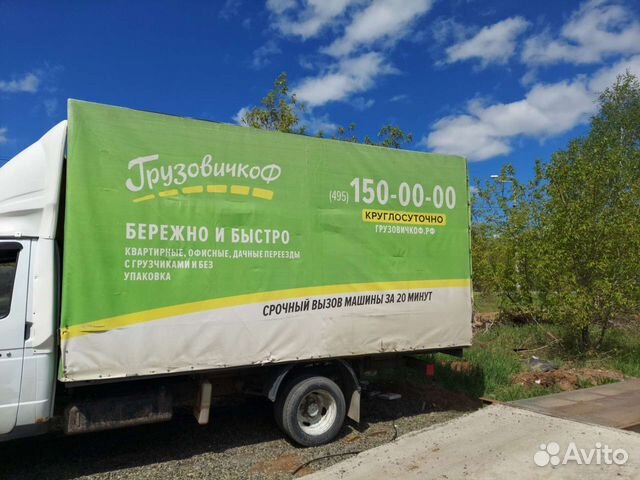 ГрузовичкоФ
(495) 150-00-00
КРУГЛОСУТОЧНО
ГРУЗОВИЧКОФ.РФ
БЕРЕЖНО И БЫСТРО
КВАРТИРНЫЕ, ОФИСНЫЕ, ДАЧНЫЕ ПЕРЕЕЗДЫ
С ГРУЗЧИКАМИ И БЕЗ
УПАКОВКА
СРОЧНЫЙ ВЫЗОВ МАШИНЫ ЗА 20 МИНУТ
Avito